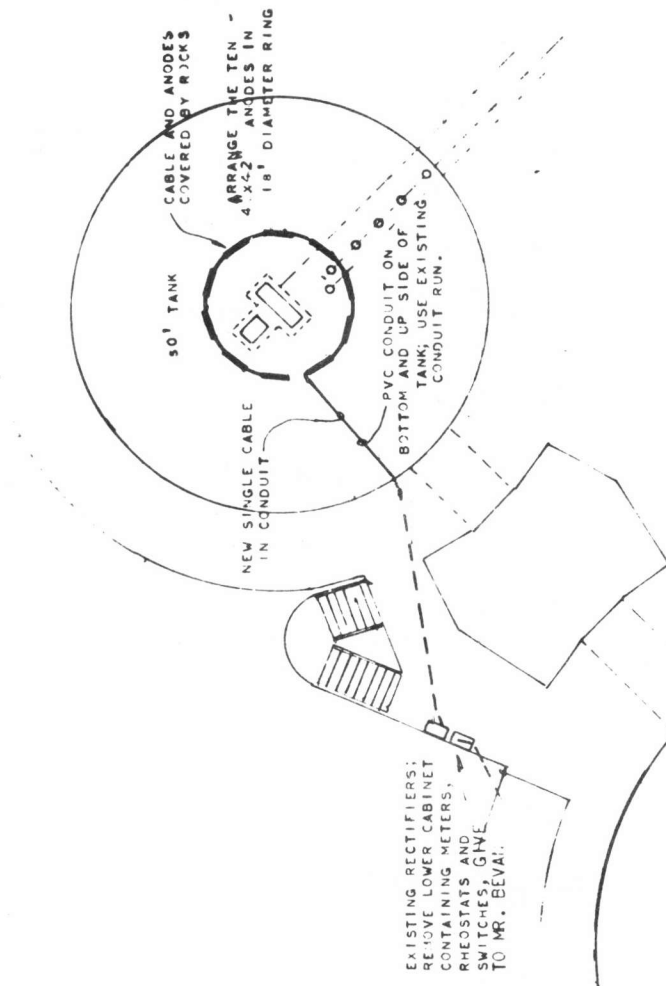 CABLE AND ANODES
COVERED BY ROCKS
ARRANGE THE TEN -
4"x42" ANODES IN
18' DIAMETER RING
50' TANK
NEW SINGLE CABLE
IN CONDUIT
PVC CONDUIT ON
BOTTOM AND UP SIDE OF
TANK; USE EXISTING
CONDUIT RUN.
EXISTING RECTIFIERS;
REMOVE LOWER CABINET
CONTAINING METERS,
RHEOSTATS AND
SWITCHES, GIVE
TO MR.